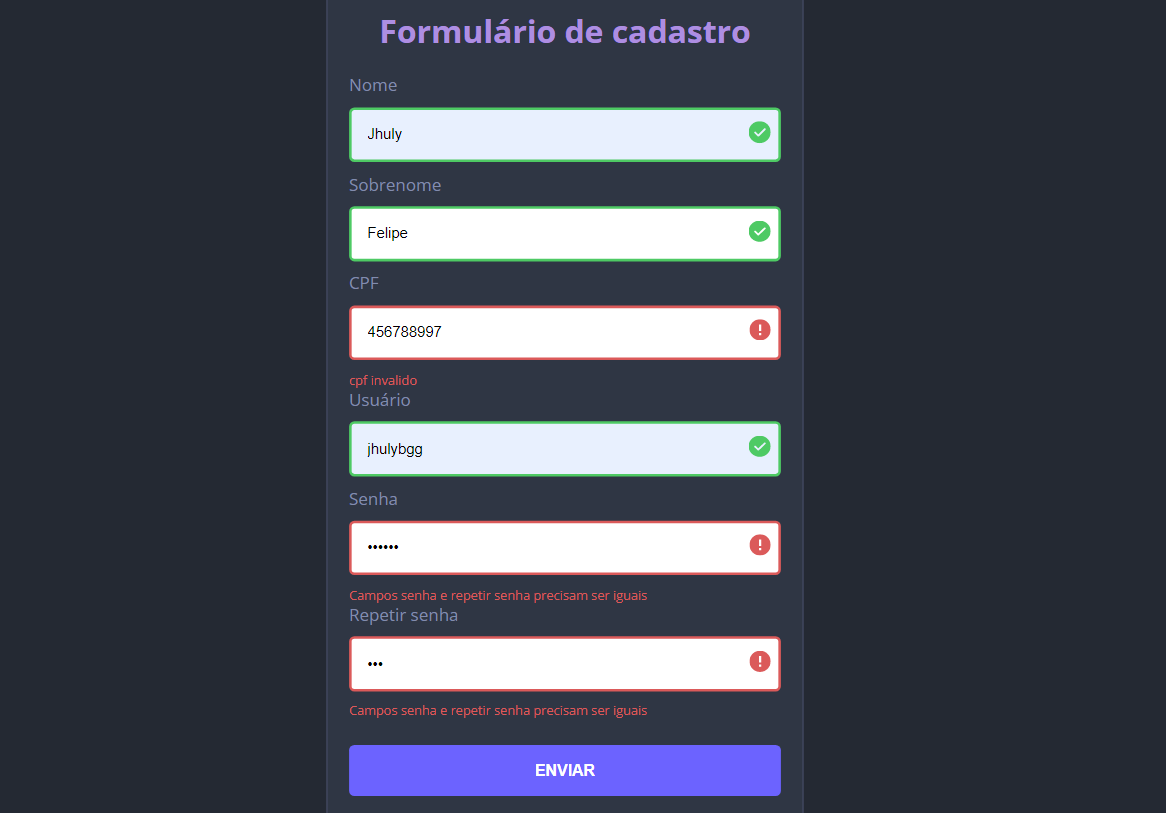 Formulário de cadastro
Nome
Jhuly
Sobrenome
Felipe
CPF
456788997
cpf invalido
Usuário
jhulybgg
Senha
••••••
Campos senha e repetir senha precisam ser iguais
Repetir senha
•••
Campos senha e repetir senha precisam ser iguais
ENVIAR